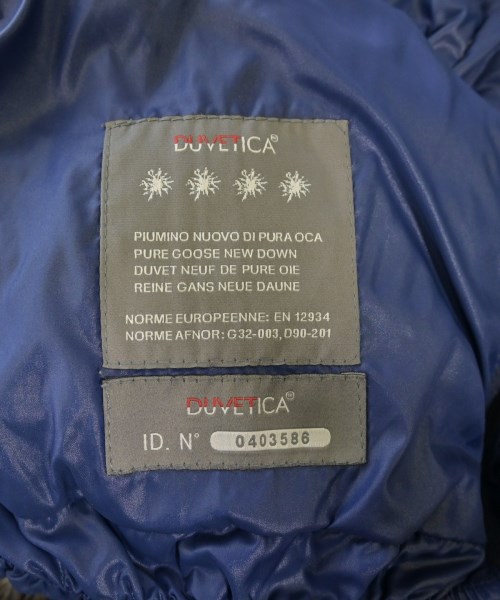 DUVETICA®
PIUMINO NUOVO DI PURA OCA
PURE GOOSE NEW DOWN
DUVET NEUF DE PURE OIE
REINE GANS NEUE DAUNE
NORME EUROPEENNE: EN 12934
NORME AFNOR: G32-003, D90-201
DUVETICA®
ID. N° 0403586